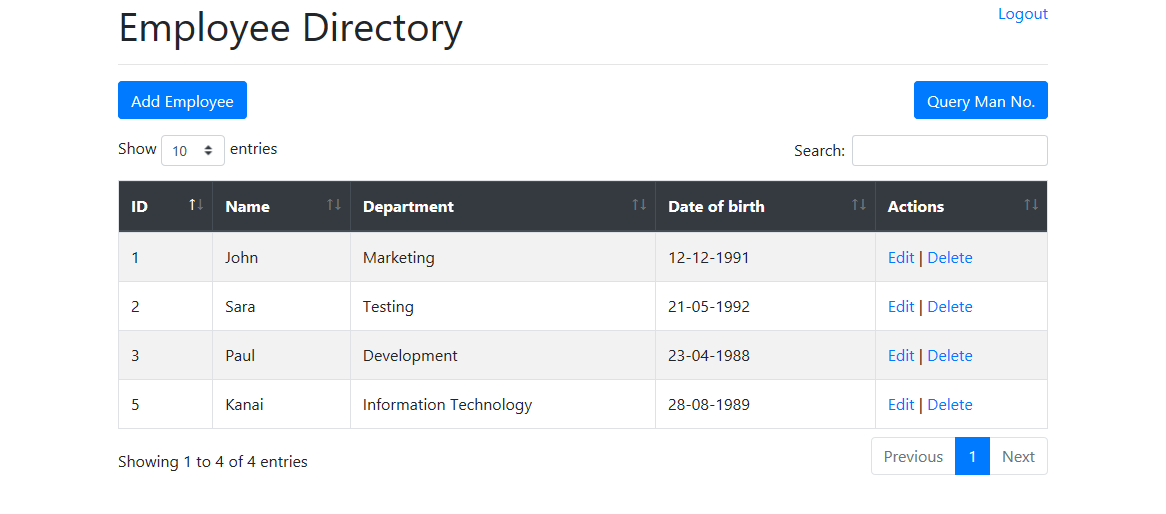 Employee Directory Logout
Add Employee Query Man No.
Show 10 entries Search:
ID Name Department Date of birth Actions
1 John Marketing 12-12-1991 Edit | Delete
2 Sara Testing 21-05-1992 Edit | Delete
3 Paul Development 23-04-1988 Edit | Delete
5 Kanai Information Technology 28-08-1989 Edit | Delete
Showing 1 to 4 of 4 entries Previous 1 Next